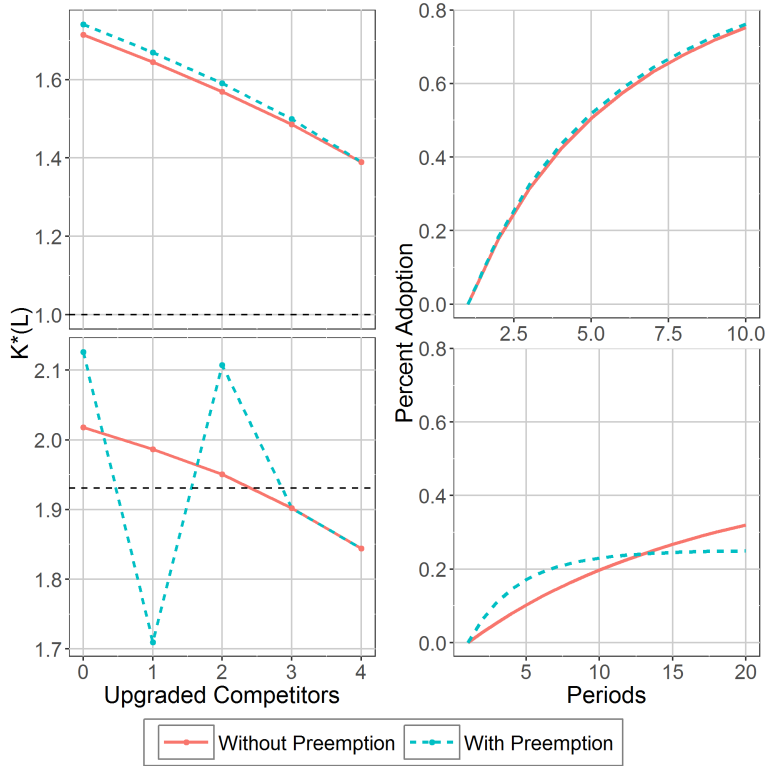 K*(L)
1.6
1.4
1.2
1.0
2.1
2.0
1.9
1.8
1.7
0 1 2 3 4
Upgraded Competitors
Percent Adoption
0.8
0.6
0.4
0.2
0.0
2.5 5.0 7.5 10.0
0.8
0.6
0.4
0.2
0.0
5 10 15 20
Periods
Without Preemption With Preemption